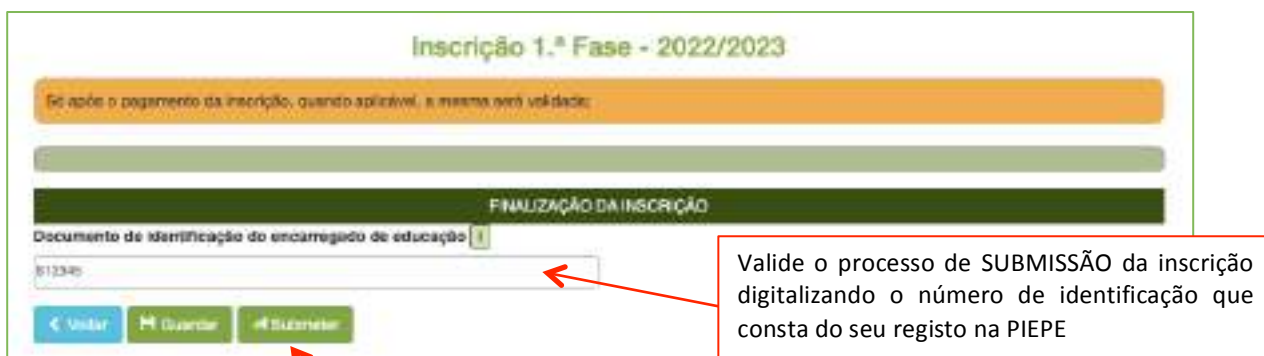 Inscrição 1.ª Fase - 2022/2023
Só após o pagamento da inscrição, quando aplicável, a mesma será validada;
FINALIZAÇÃO DA INSCRIÇÃO
Documento de identificação do encarregado de educação i
Valide o processo de SUBMISSÃO da inscrição
digitalizando o número de identificação que
consta do seu registo na PIEPE
Voltar Guardar Submeter